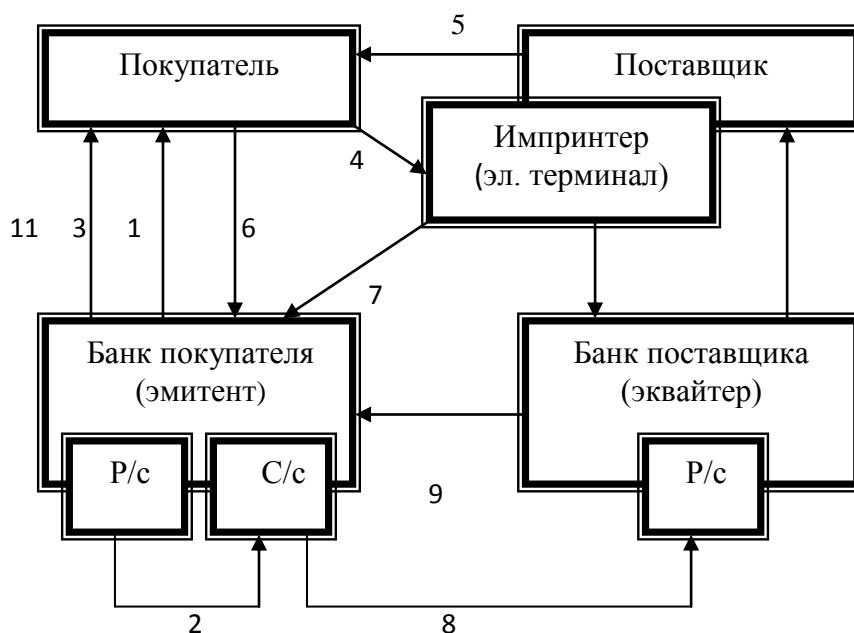 5
Покупатель
Поставщик
Импринтер
(эл. терминал)
4
11
3
1
6
7
Банк покупателя
(эмитент)
Банк поставщика
(эквайтер)
Р/с
С/с
9
Р/с
2
8